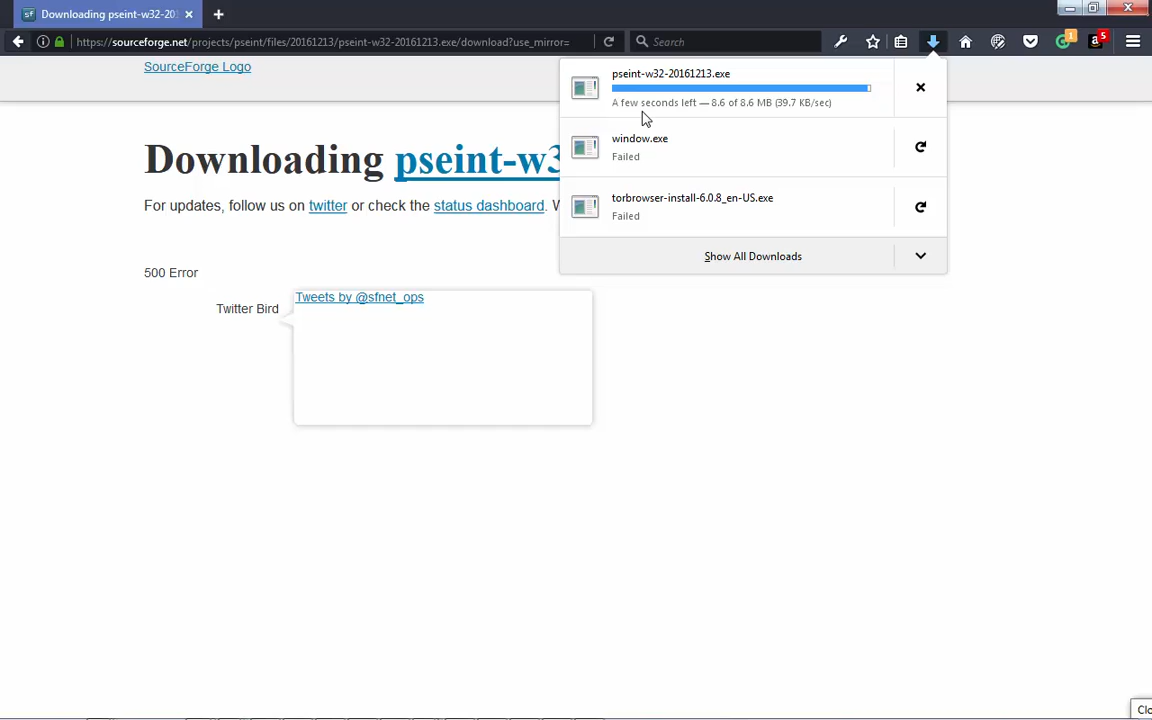 Downloading pseint-w32-20
https://sourceforge.net/projects/pseint/files/20161213/pseint-w32-20161213.exe/download?use_mirror=
Search
1
5
SourceForge Logo
pseint-w32-20161213.exe
A few seconds left — 8.6 of 8.6 MB (39.7 KB/sec)
window.exe
Failed
torbrowser-install-6.0.8_en-US.exe
Failed
Show All Downloads
Downloading pseint-w3
For updates, follow us on twitter or check the status dashboard. W
500 Error
Twitter Bird
Tweets by @sfnet_ops
Clo